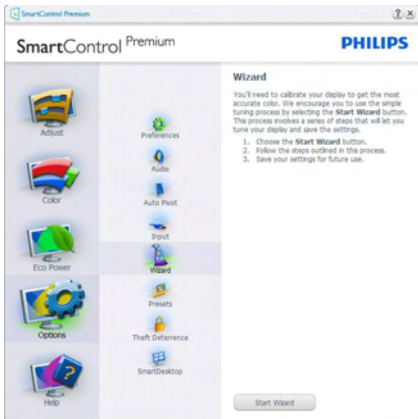 SmartControl Premium
? ×
SmartControl Premium
PHILIPS
Adjust
Color
Eco Power
Options
Help
Preferences
Audio
Auto Pivot
Input
Wizard
Presets
Theft Deterrence
SmartDesktop
Wizard
You'll need to calibrate your display to get the most
accurate color. We encourage you to use the simple
tuning process by selecting the Start Wizard button.
This process involves a series of steps that will let you
tune your display and save the settings.
1. Choose the Start Wizard button.
2. Follow the steps outlined in this process.
3. Save your settings for future use.
Start Wizard